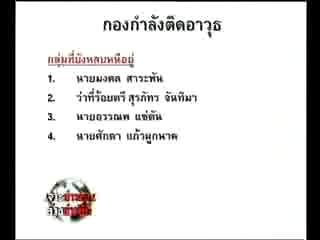 กองกำลังติดอาวุธ
กลุ่มที่ยังหลบหนีอยู่
1. นายมงคล สาระพัน
2. ว่าที่ร้อยตรี สุรภัทร จันทิมา
3. นายอรรณพ แซ่ตัน
4. นายศักดา แก้วผูกนาค